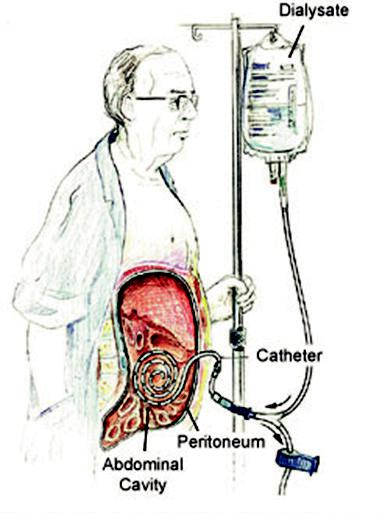 Dialysate
Catheter
Peritoneum
Abdominal
Cavity